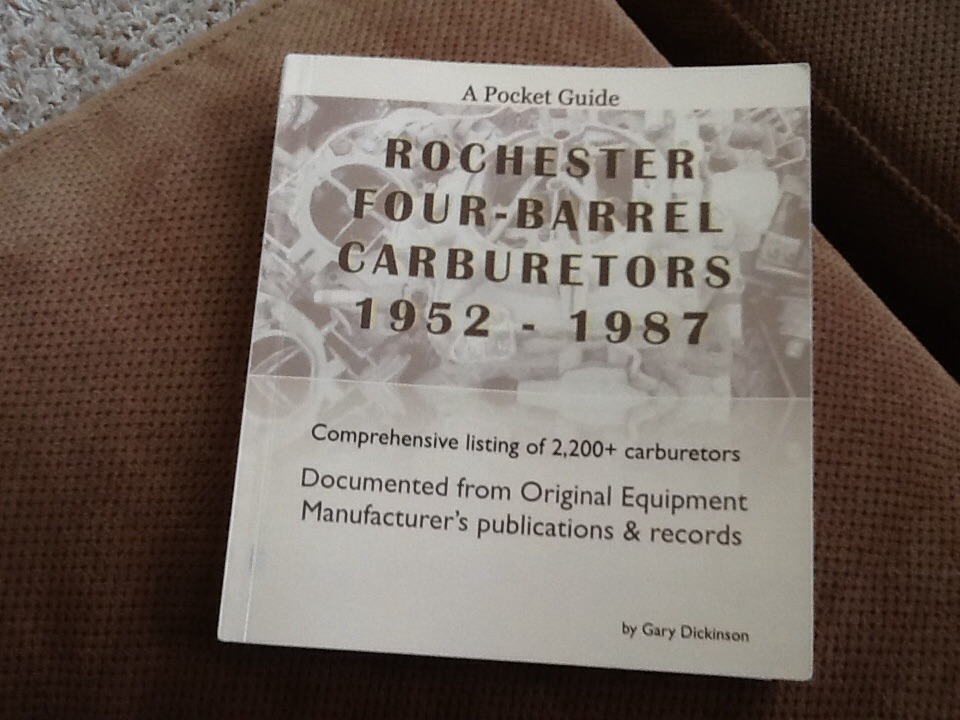 A Pocket Guide
ROCHESTER
FOUR-BARREL
CARBURETORS
1952 - 1987
Comprehensive listing of 2,200+ carburetors
Documented from Original Equipment
Manufacturer's publications & records
by Gary Dickinson